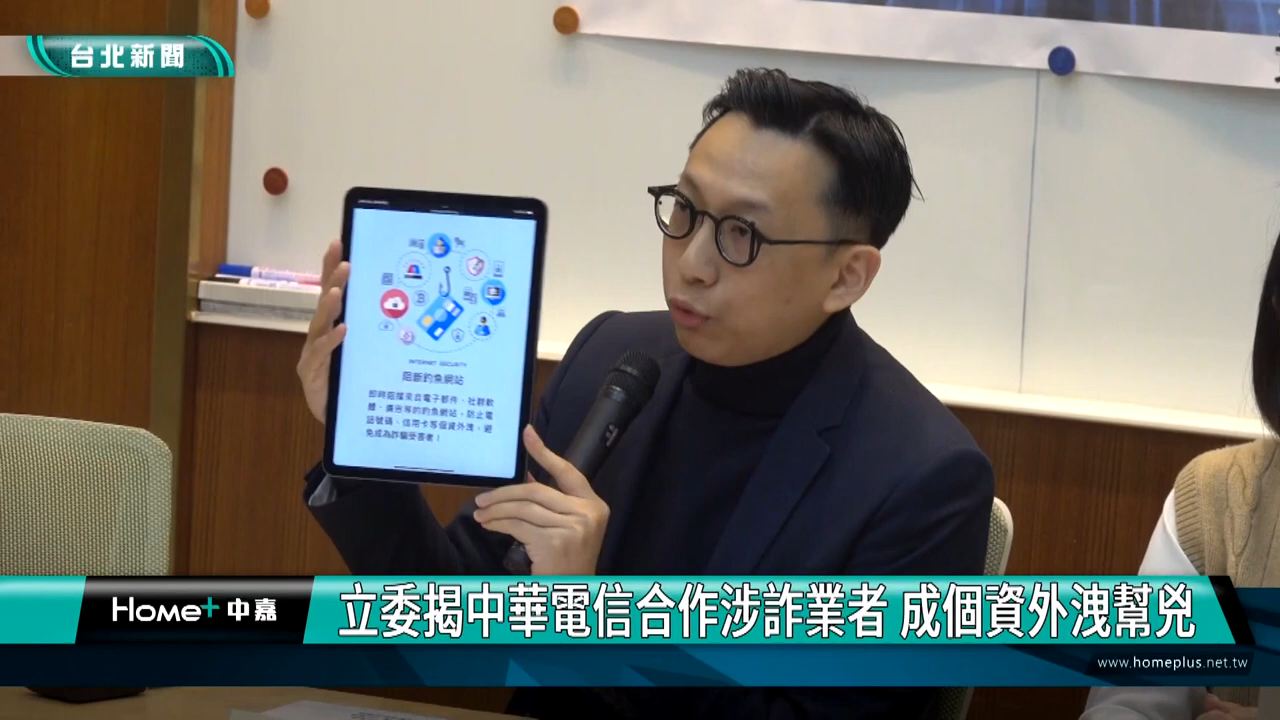 台北新聞
INTERNET SECURITY
阻斷釣魚網站
即時阻擋來自電子郵件、社群軟
體、廣告等的釣魚網站，防止電
話號碼、信用卡等個資外洩，避
免成為詐騙受害者！
Home+ 中嘉
立委揭中華電信合作涉詐業者 成個資外洩幫兇
www.homeplus.net.tw